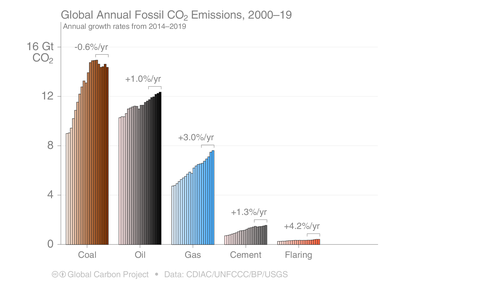 Global Annual Fossil CO₂ Emissions, 2000–19
Annual growth rates from 2014–2019
16 Gt
CO₂
-0.6%/yr
+1.0%/yr
12
+3.0%/yr
8
4
+1.3%/yr
+4.2%/yr
0
Coal
Oil
Gas
Cement
Flaring
Global Carbon Project • Data: CDIAC/UNFCCC/BP/USGS